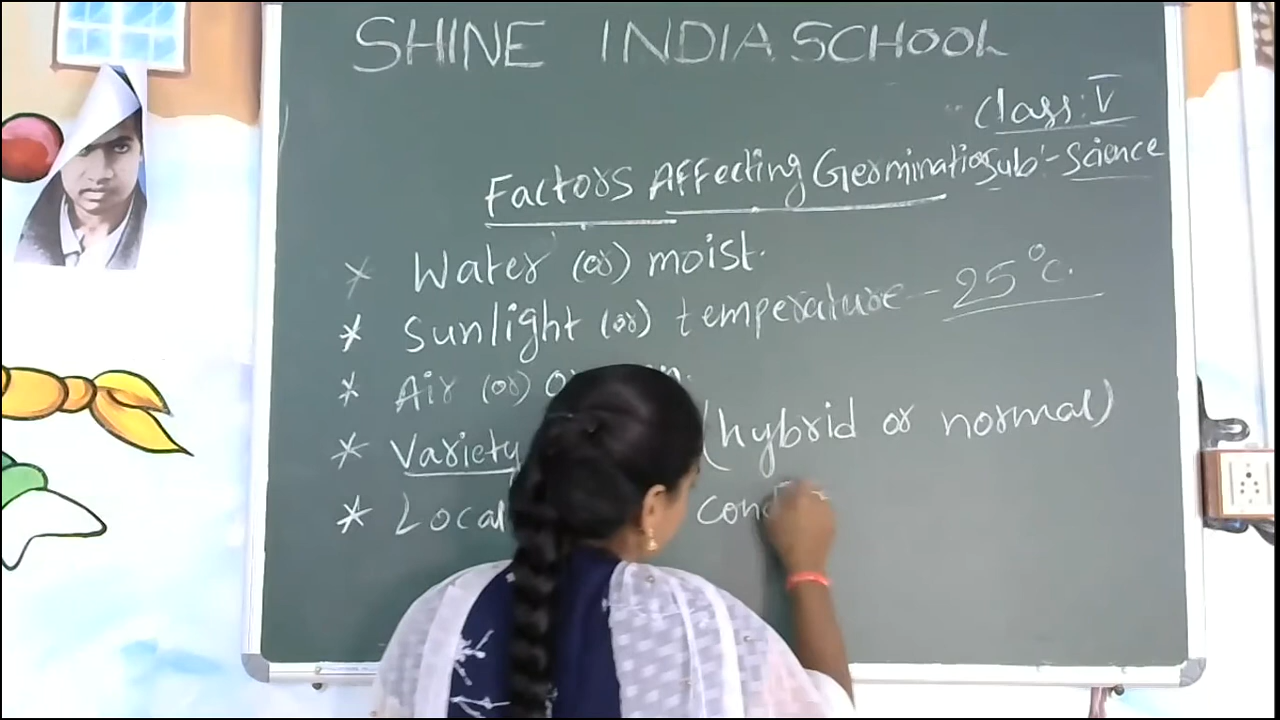 SHINE INDIA SCHOOL
Class: V
Sub:- Science
Factors Affecting Germination
* Water (or) moist.
* Sunlight (or) temperature - 25°c.
* Air (or)
* Variety (hybrid or normal)
* Local